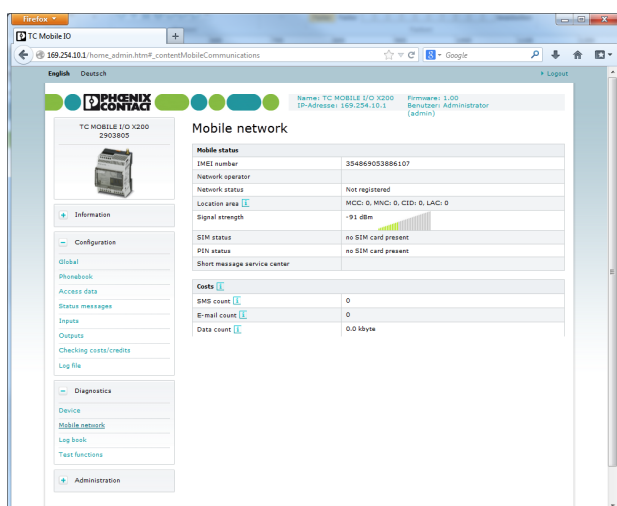 Firefox
TC Mobile IO
169.254.10.1/home_admin.htm#_contentMobileCommunications
Google
English Deutsch
Logout
PHŒNIX
CONTACT
Name: TC MOBILE I/O X200 Firmware: 1.00
IP-Adresse: 169.254.10.1 Benutzer: Administrator
(admin)
TC MOBILE I/O X200
2903805
Mobile network
Mobile status
IMEI number 354869053886107
Network operator
Network status Not registered
Location area i MCC: 0, MNC: 0, CID: 0, LAC: 0
Signal strength -91 dBm
SIM status no SIM card present
PIN status no SIM card present
Short message service center
Costs i
SMS count i 0
E-mail count i 0
Data count i 0.0 kbyte
+ Information
− Configuration
Global
Phonebook
Access data
Status messages
Inputs
Outputs
Checking costs/credits
Log file
− Diagnostics
Device
Mobile network
Log book
Test functions
+ Administration